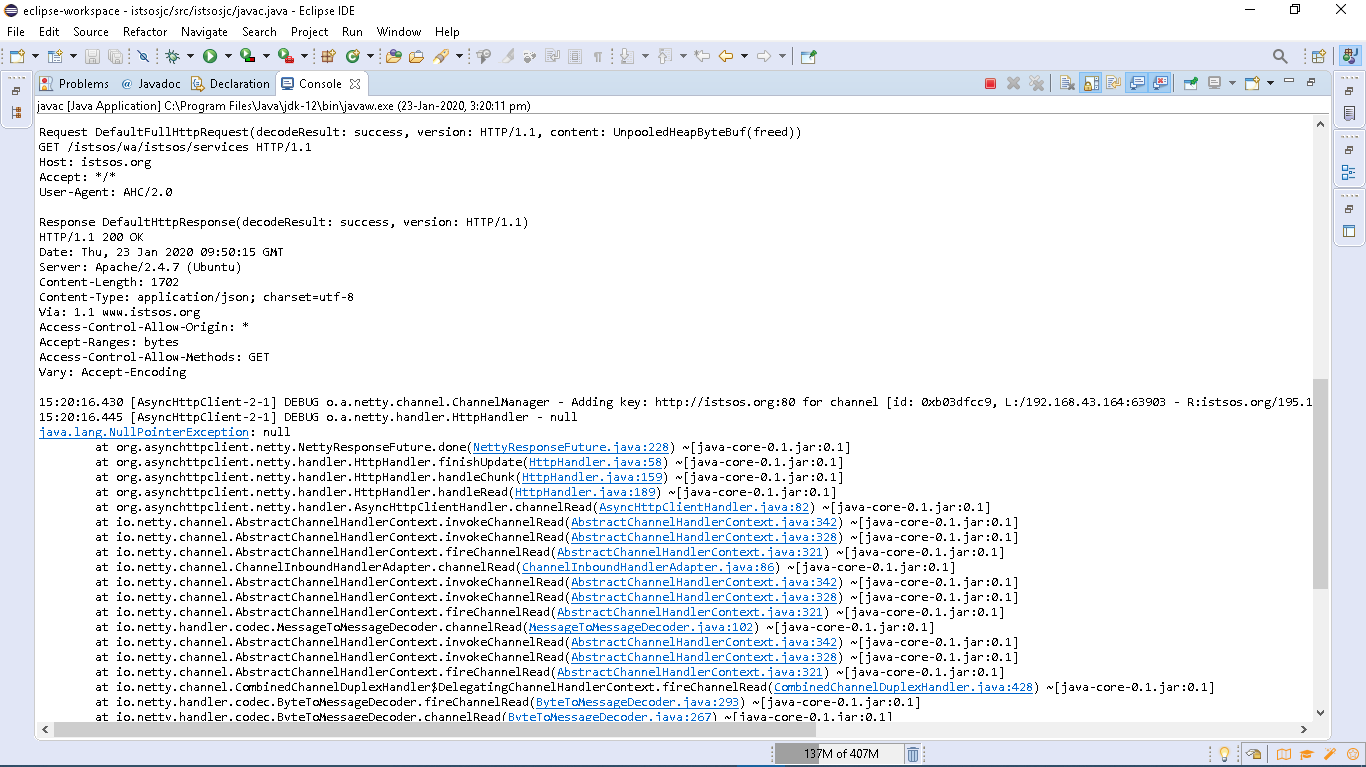 eclipse-workspace - istsosjc/src/istsosjc/javac.java - Eclipse IDE
File Edit Source Refactor Navigate Search Project Run Window Help
Problems @ Javadoc Declaration Console
javac [Java Application] C:\Program Files\Java\jdk-12\bin\javaw.exe (23-Jan-2020, 3:20:11 pm)
Request DefaultFullHttpRequest(decodeResult: success, version: HTTP/1.1, content: UnpooledHeapByteBuf(freed))
GET /istsos/wa/istsos/services HTTP/1.1
Host: istsos.org
Accept: */*
User-Agent: AHC/2.0
Response DefaultHttpResponse(decodeResult: success, version: HTTP/1.1)
HTTP/1.1 200 OK
Date: Thu, 23 Jan 2020 09:50:15 GMT
Server: Apache/2.4.7 (Ubuntu)
Content-Length: 1702
Content-Type: application/json; charset=utf-8
Via: 1.1 www.istsos.org
Access-Control-Allow-Origin: *
Accept-Ranges: bytes
Access-Control-Allow-Methods: GET
Vary: Accept-Encoding
15:20:16.430 [AsyncHttpClient-2-1] DEBUG o.a.netty.channel.ChannelManager - Adding key: http://istsos.org:80 for channel [id: 0xb03dfcc9, L:/192.168.43.164:63903 - R:istsos.org/195.1
15:20:16.445 [AsyncHttpClient-2-1] DEBUG o.a.netty.handler.HttpHandler - null
java.lang.NullPointerException: null
at org.asynchttpclient.netty.NettyResponseFuture.done(NettyResponseFuture.java:228) ~[java-core-0.1.jar:0.1]
at org.asynchttpclient.netty.handler.HttpHandler.finishUpdate(HttpHandler.java:58) ~[java-core-0.1.jar:0.1]
at org.asynchttpclient.netty.handler.HttpHandler.handleChunk(HttpHandler.java:159) ~[java-core-0.1.jar:0.1]
at org.asynchttpclient.netty.handler.HttpHandler.handleRead(HttpHandler.java:189) ~[java-core-0.1.jar:0.1]
at org.asynchttpclient.netty.handler.AsyncHttpClientHandler.channelRead(AsyncHttpClientHandler.java:82) ~[java-core-0.1.jar:0.1]
at io.netty.channel.AbstractChannelHandlerContext.invokeChannelRead(AbstractChannelHandlerContext.java:342) ~[java-core-0.1.jar:0.1]
at io.netty.channel.AbstractChannelHandlerContext.invokeChannelRead(AbstractChannelHandlerContext.java:328) ~[java-core-0.1.jar:0.1]
at io.netty.channel.AbstractChannelHandlerContext.fireChannelRead(AbstractChannelHandlerContext.java:321) ~[java-core-0.1.jar:0.1]
at io.netty.channel.ChannelInboundHandlerAdapter.channelRead(ChannelInboundHandlerAdapter.java:86) ~[java-core-0.1.jar:0.1]
at io.netty.channel.AbstractChannelHandlerContext.invokeChannelRead(AbstractChannelHandlerContext.java:342) ~[java-core-0.1.jar:0.1]
at io.netty.channel.AbstractChannelHandlerContext.invokeChannelRead(AbstractChannelHandlerContext.java:328) ~[java-core-0.1.jar:0.1]
at io.netty.channel.AbstractChannelHandlerContext.fireChannelRead(AbstractChannelHandlerContext.java:321) ~[java-core-0.1.jar:0.1]
at io.netty.handler.codec.MessageToMessageDecoder.channelRead(MessageToMessageDecoder.java:102) ~[java-core-0.1.jar:0.1]
at io.netty.channel.AbstractChannelHandlerContext.invokeChannelRead(AbstractChannelHandlerContext.java:342) ~[java-core-0.1.jar:0.1]
at io.netty.channel.AbstractChannelHandlerContext.invokeChannelRead(AbstractChannelHandlerContext.java:328) ~[java-core-0.1.jar:0.1]
at io.netty.channel.AbstractChannelHandlerContext.fireChannelRead(AbstractChannelHandlerContext.java:321) ~[java-core-0.1.jar:0.1]
at io.netty.channel.CombinedChannelDuplexHandler$DelegatingChannelHandlerContext.fireChannelRead(CombinedChannelDuplexHandler.java:428) ~[java-core-0.1.jar:0.1]
at io.netty.handler.codec.ByteToMessageDecoder.fireChannelRead(ByteToMessageDecoder.java:293) ~[java-core-0.1.jar:0.1]
at io.netty.handler.codec.ByteToMessageDecoder.channelRead(ByteToMessageDecoder.java:267) ~[java-core-0.1.jar:0.1]
137M of 407M